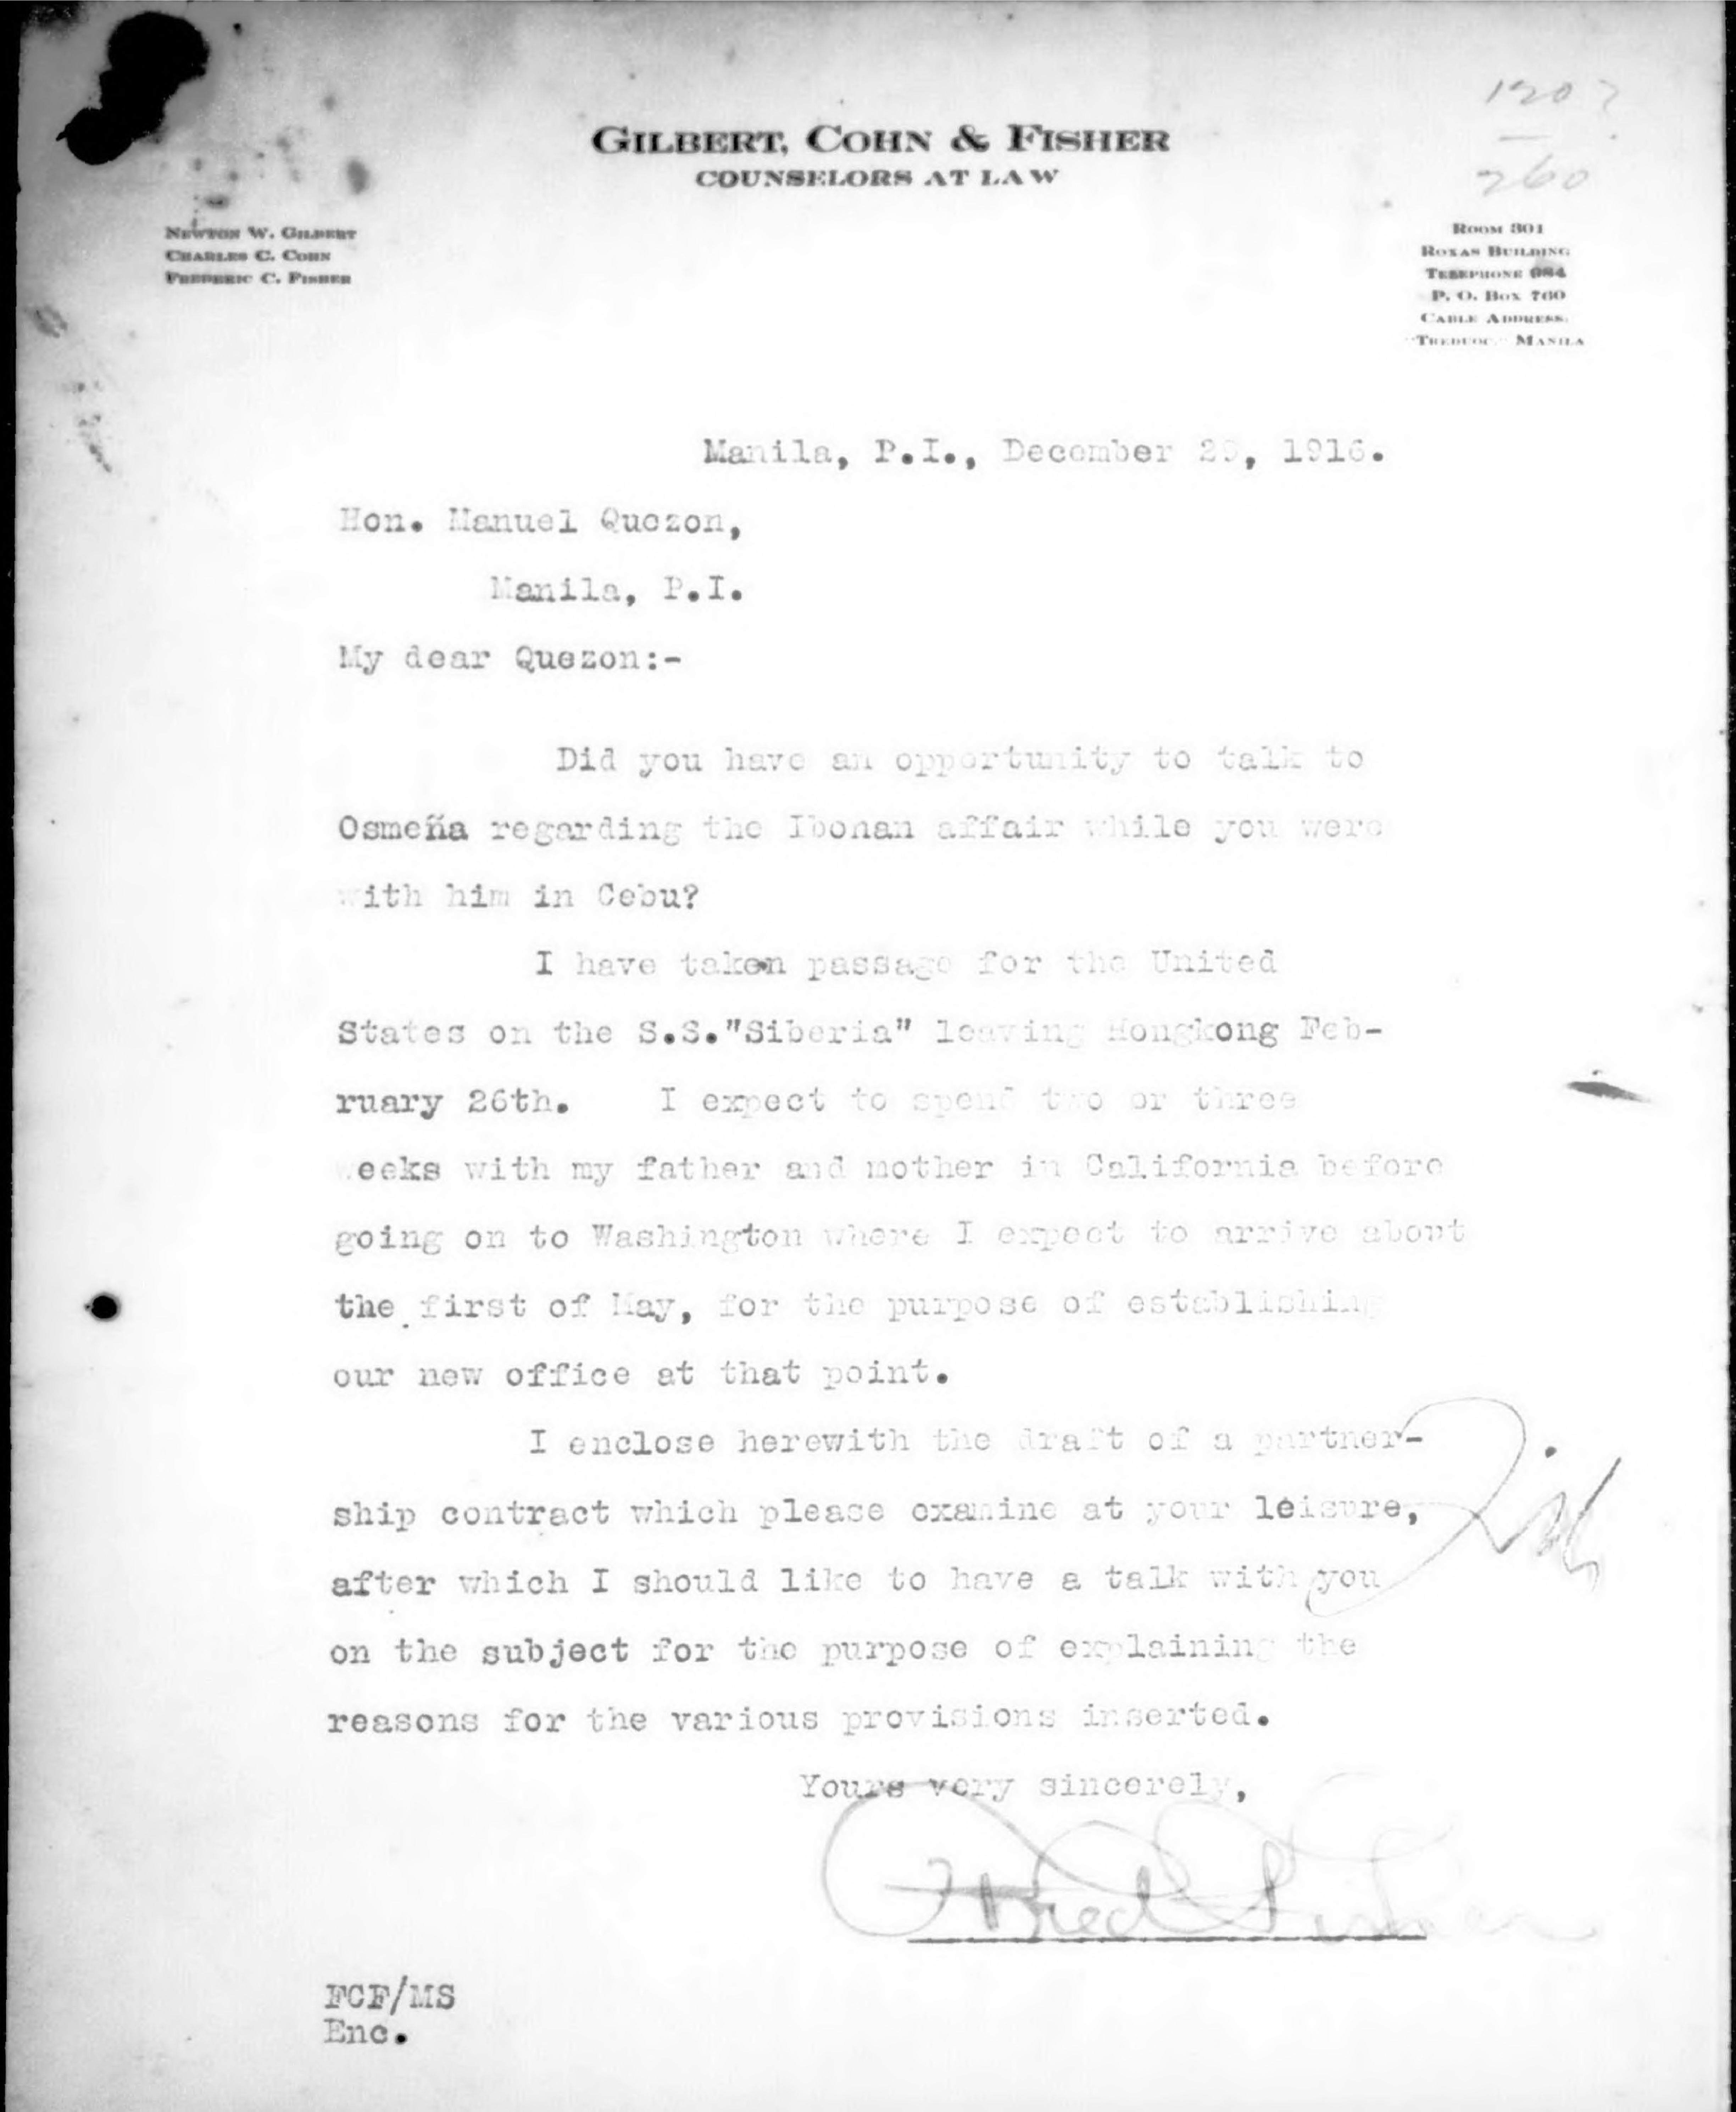 1202
260
GILBERT, COHN & FISHER
COUNSELORS AT LAW
NEWTON W. GILBERT
CHARLES C. COHN
FREDERIC C. FISHER
ROOM 301
ROXAS BUILDING
TELEPHONE 984
P. O. BOX 760
CABLE ADDRESS.
MANILA
Manila, P.I., December 29, 1916.
Hon. Manuel Quezon,
Manila, P.I.
My dear Quezon:-
Did you have an opportunity to talk to
Osmeña regarding the Ibonan affair while you were
with him in Cebu?
I have taken passage for the United
States on the S.S."Siberia" leaving Hongkong Feb-
ruary 26th. I expect to spend two or three
weeks with my father and mother in California before
going on to Washington where I expect to arrive about
the first of May, for the purpose of establishing
our new office at that point.
I enclose herewith the draft of a partner-
ship contract which please examine at your leisure,
after which I should like to have a talk with you
on the subject for the purpose of explaining the
reasons for the various provisions inserted.
Yours very sincerely,
Fred Fisher
FCF/MS
Enc.